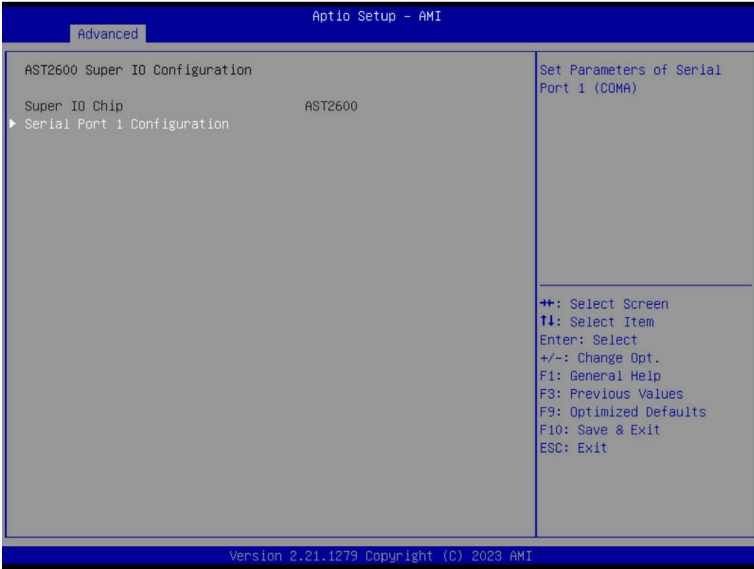 Aptio Setup - AMI
Advanced
AST2600 Super IO Configuration
Super IO Chip AST2600
Serial Port 1 Configuration
Set Parameters of Serial
Port 1 (COMA)
→←: Select Screen
↑↓: Select Item
Enter: Select
+/-: Change Opt.
F1: General Help
F3: Previous Values
F9: Optimized Defaults
F10: Save & Exit
ESC: Exit
Version 2.21.1279 Copyright (C) 2023 AMI